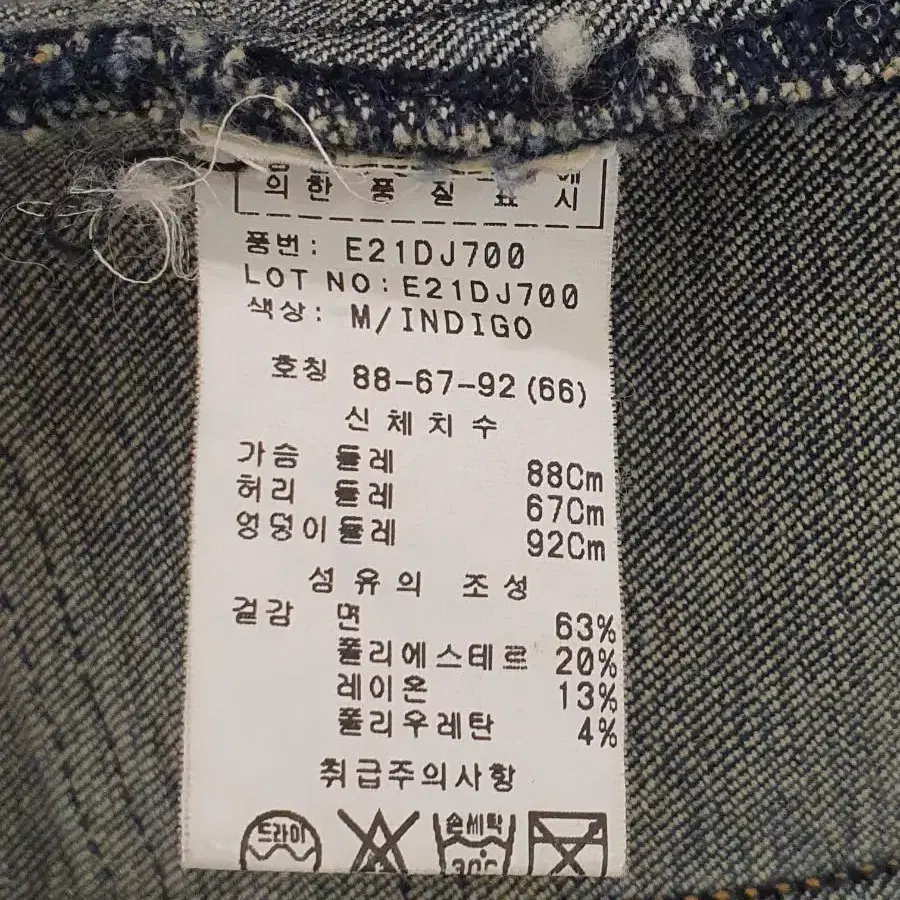 의한 품질 표시
품번: E21DJ700
LOT NO: E21DJ700
색상: M/INDIGO
호칭 88-67-92 (66)
신체치수
가슴 둘레 88Cm
허리 둘레 67Cm
엉덩이둘레 92Cm
섬유의 조성
겉감 면 63%
폴리에스테르 20%
레이온 13%
폴리우레탄 4%
취급주의사항
드라이 손세탁
30℃